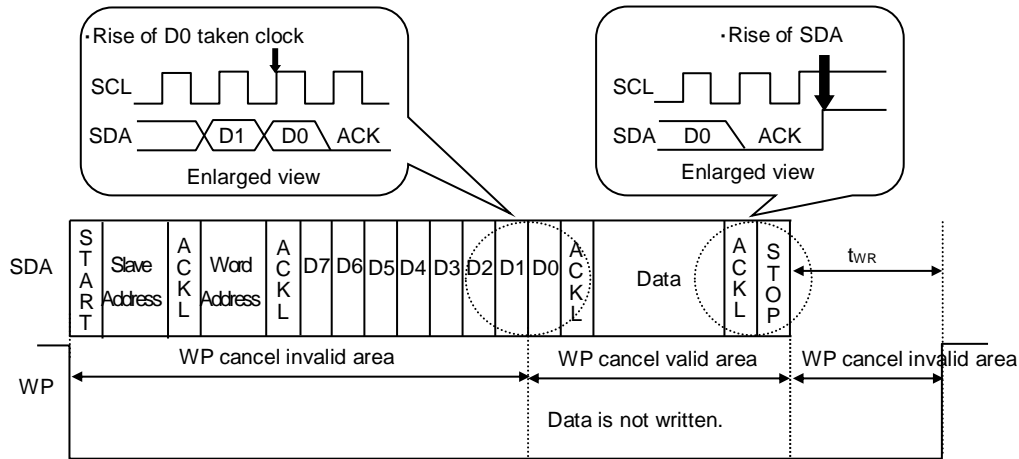 ・Rise of D0 taken clock
SCL
SDA D1 D0 ACK
Enlarged view
・Rise of SDA
SCL
SDA D0 ACK
Enlarged view
SDA
START
Slave Address
ACKL
Word Address
ACKL
D7 D6 D5 D4 D3 D2 D1 D0
ACKL
Data
ACKL
STOP
tWR
WP cancel invalid area
WP cancel valid area
WP cancel invalid area
WP
Data is not written.